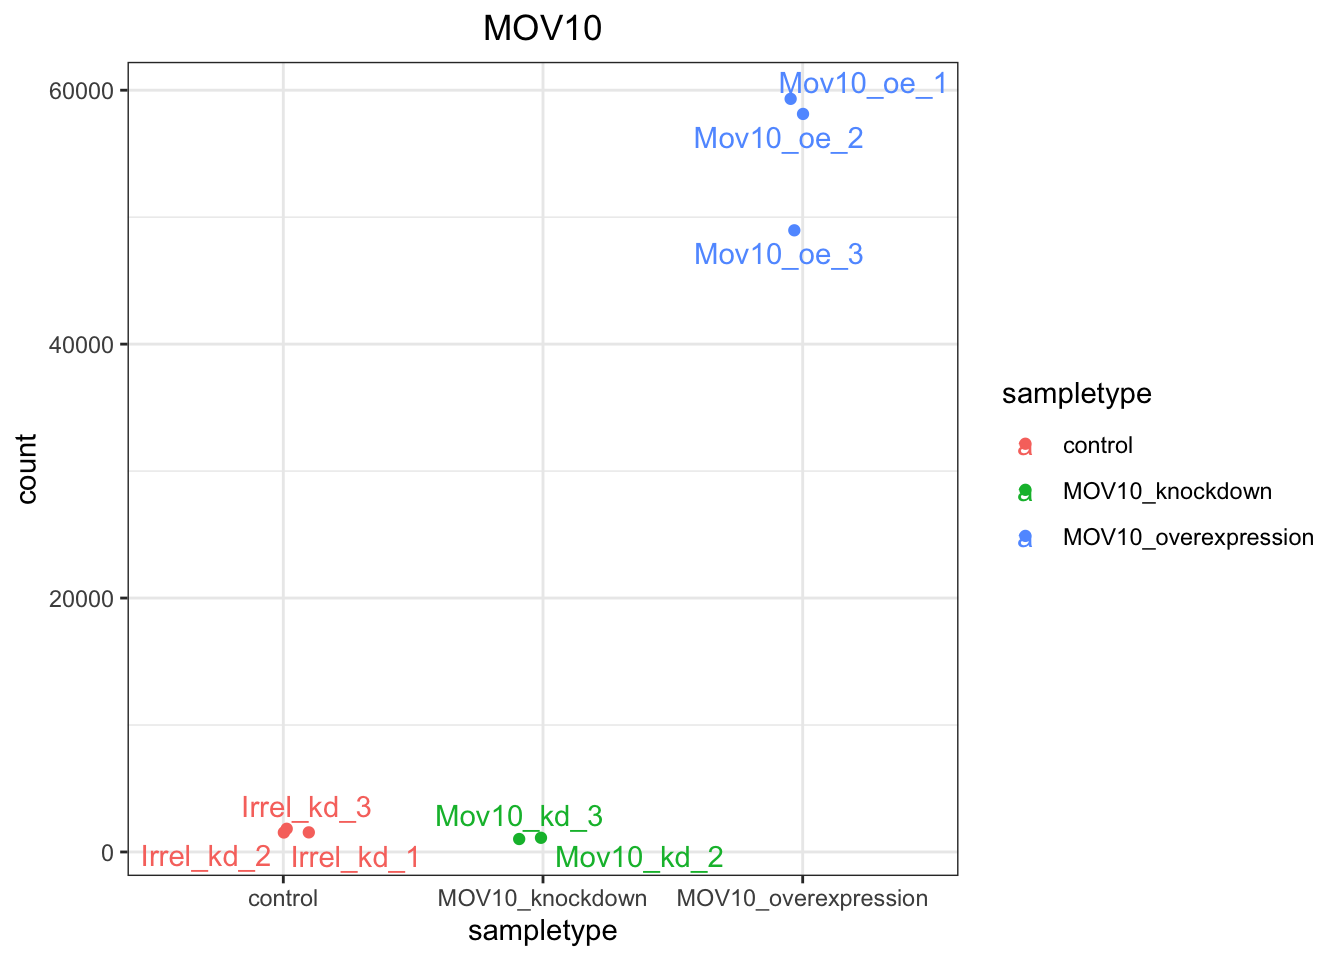 MOV10
60000
40000
20000
0
count
Mov10_oe_1
Mov10_oe_2
Mov10_oe_3
Irrel_kd_3
Mov10_kd_3
Irrel_kd_2
Irrel_kd_1
Mov10_kd_2
control
MOV10_knockdown
MOV10_overexpression
sampletype
sampletype
a control
a MOV10_knockdown
a MOV10_overexpression